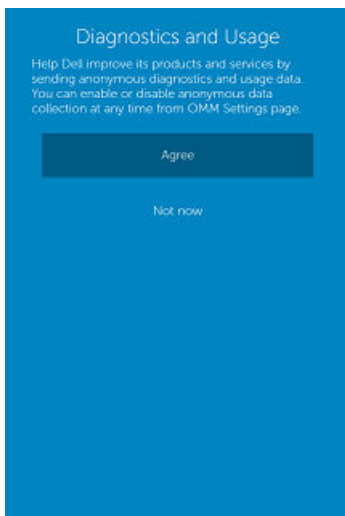 Diagnostics and Usage
Help Dell improve its products and services by
sending anonymous diagnostics and usage data.
You can enable or disable anonymous data
collection at any time from OMM Settings page.
Agree
Not now